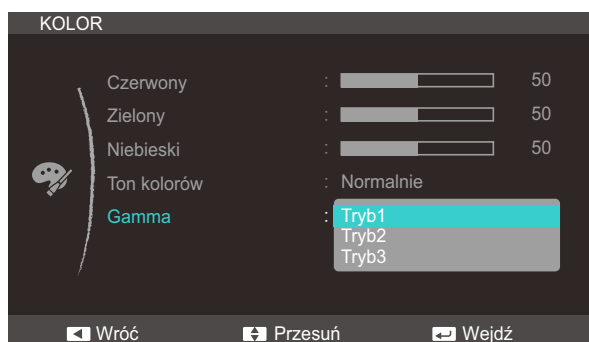 KOLOR
Czerwony : 50
Zielony : 50
Niebieski : 50
Ton kolorów : Normalnie
Gamma : Tryb1
Tryb2
Tryb3
Wróć Przesuń Wejdź